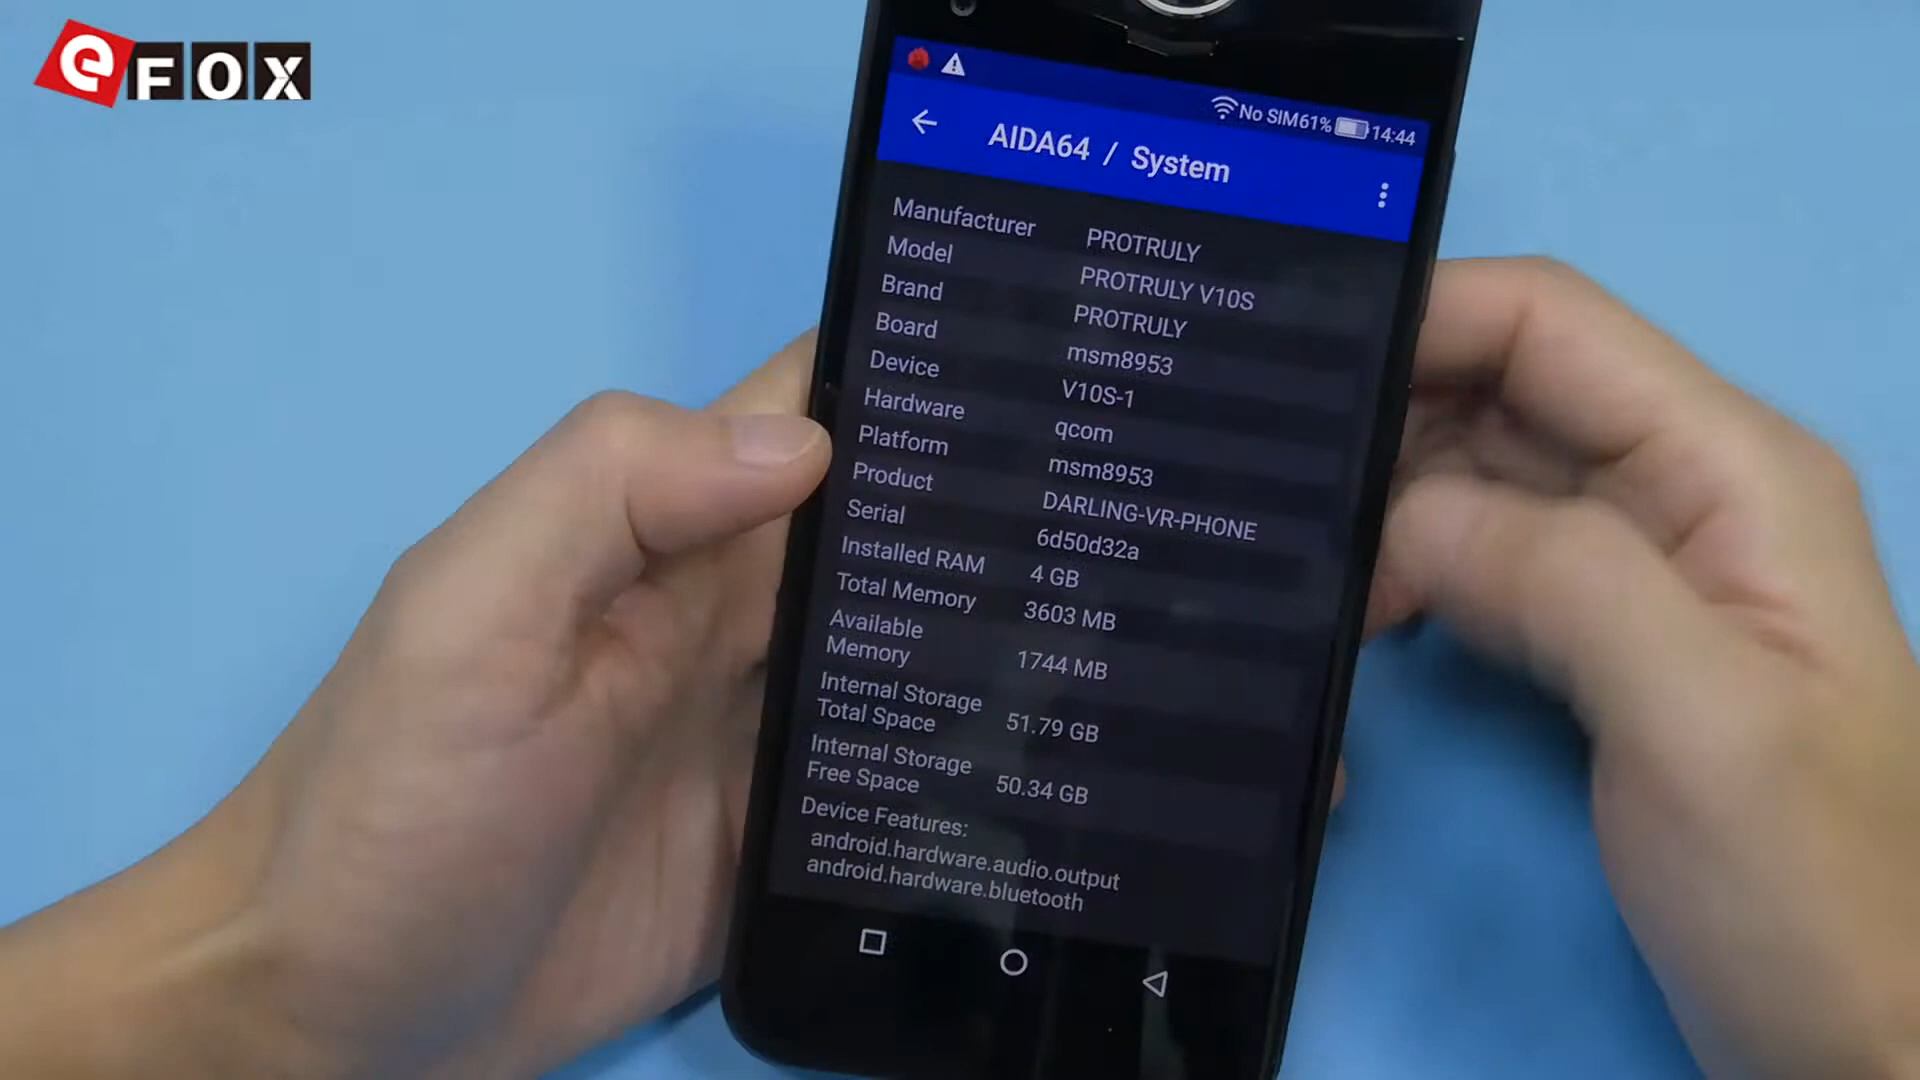 eFOX
No SIM 61% 14:44
AIDA64 / System
Manufacturer PROTRULY
Model PROTRULY V10S
Brand PROTRULY
Board msm8953
Device V10S-1
Hardware qcom
Platform msm8953
Product DARLING-VR-PHONE
Serial 6d50d32a
Installed RAM 4 GB
Total Memory 3603 MB
Available
Memory 1744 MB
Internal Storage
Total Space 51.79 GB
Internal Storage
Free Space 50.34 GB
Device Features:
android.hardware.audio.output
android.hardware.bluetooth